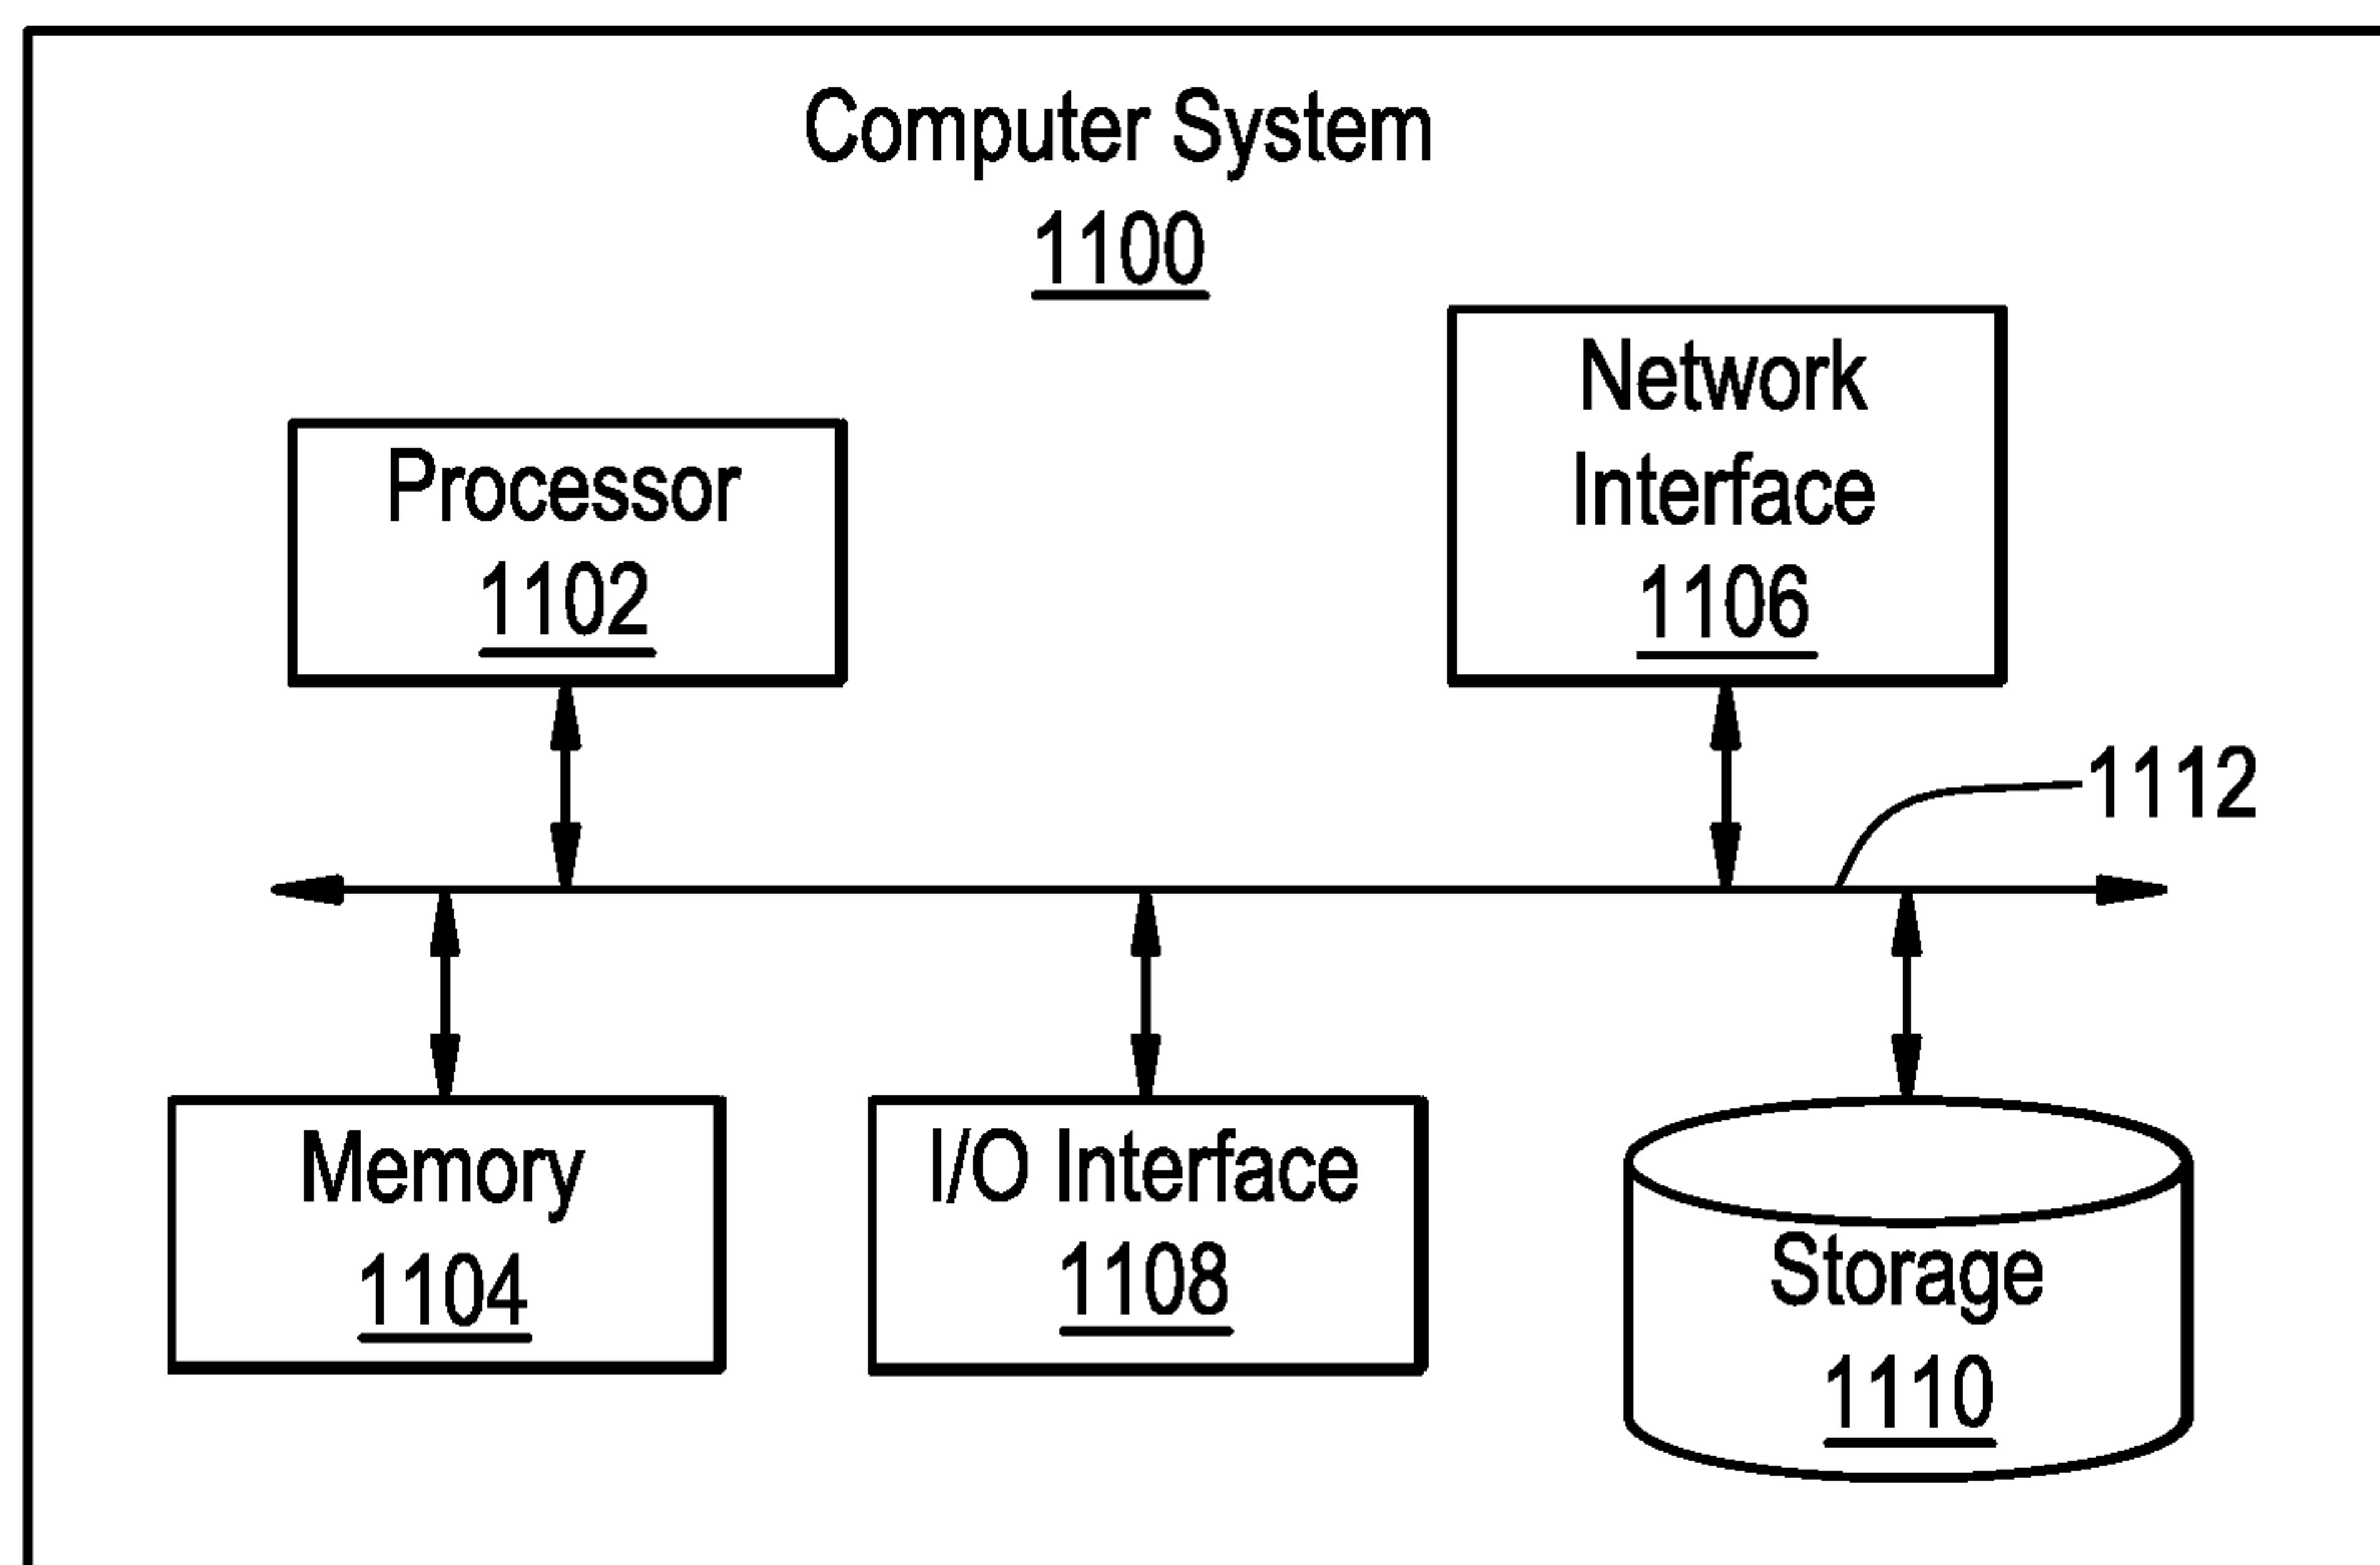 Computer System
1100
Processor
1102
Network
Interface
1106
1112
Memory
1104
I/O Interface
1108
Storage
1110